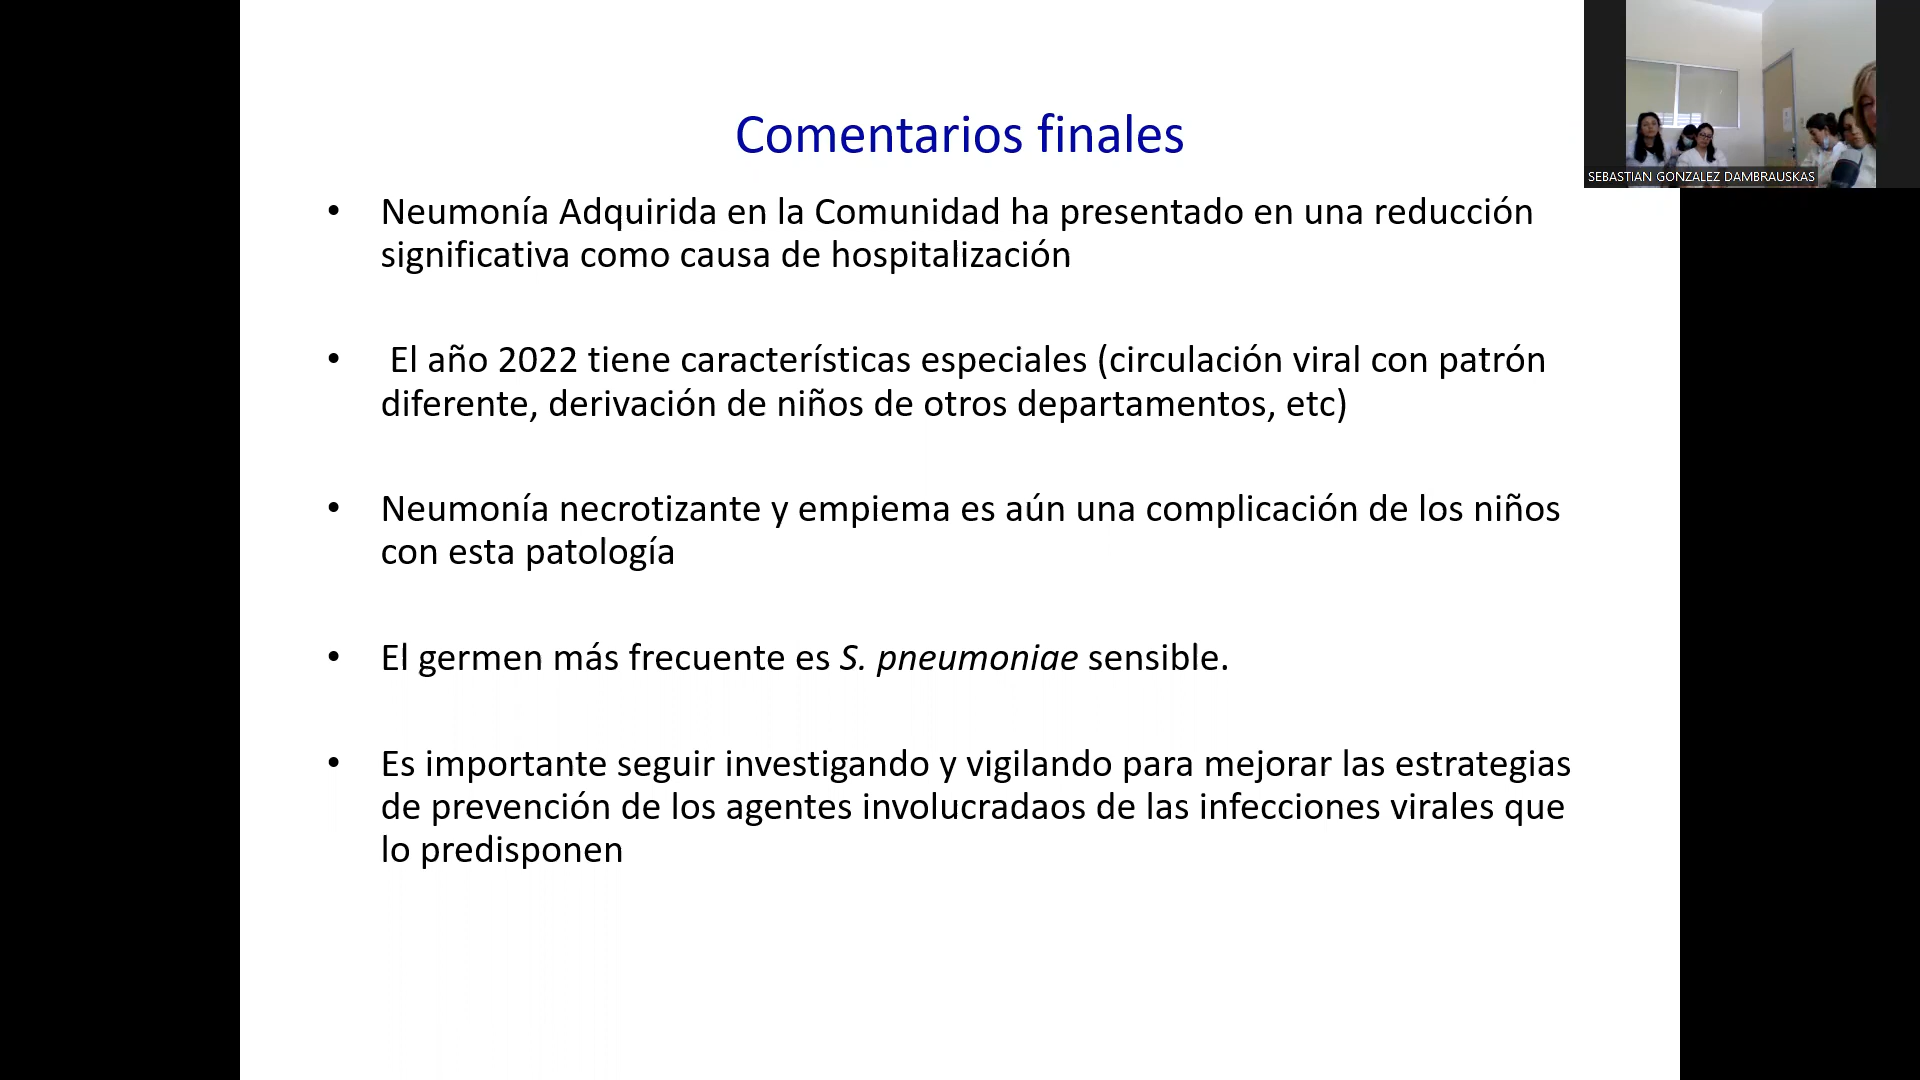 Comentarios finales
SEBASTIAN GONZALEZ DAMBRAUSKAS
• Neumonía Adquirida en la Comunidad ha presentado en una reducción
significativa como causa de hospitalización
• El año 2022 tiene características especiales (circulación viral con patrón
diferente, derivación de niños de otros departamentos, etc)
• Neumonía necrotizante y empiema es aún una complicación de los niños
con esta patología
• El germen más frecuente es S. pneumoniae sensible.
• Es importante seguir investigando y vigilando para mejorar las estrategias
de prevención de los agentes involucradaos de las infecciones virales que
lo predisponen